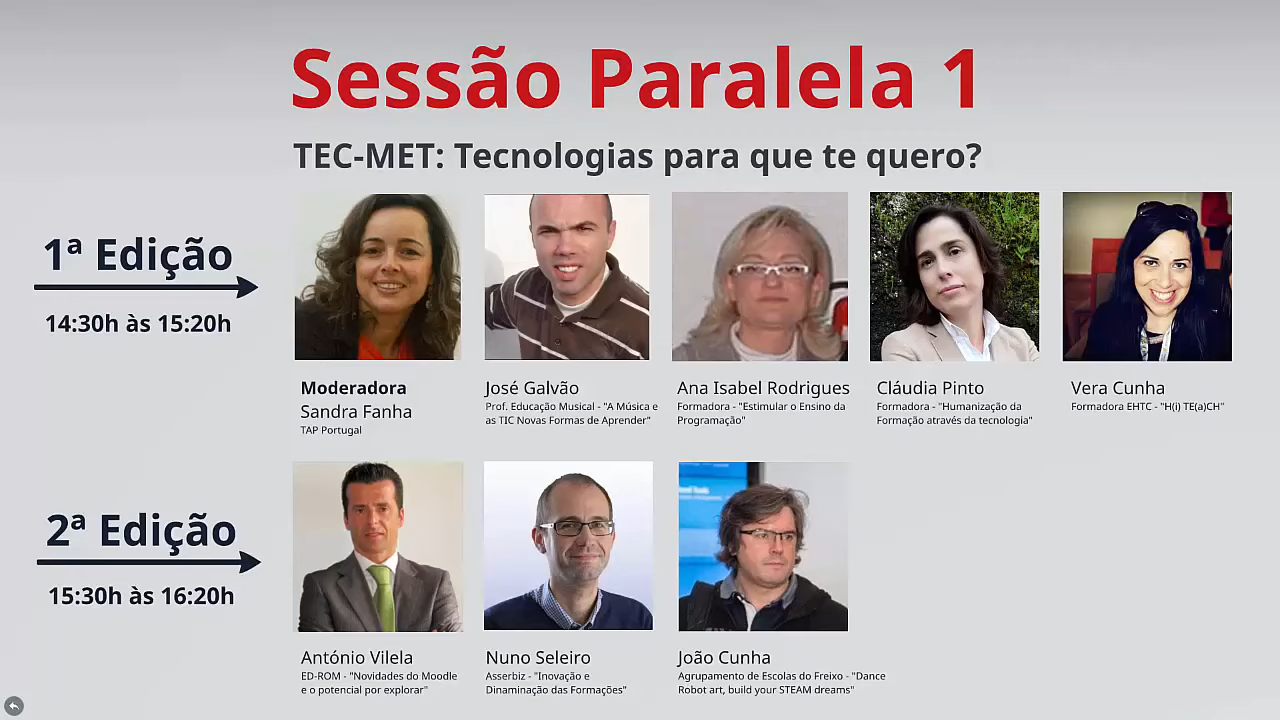 Sessão Paralela 1
TEC-MET: Tecnologias para que te quero?
1ª Edição
14:30h às 15:20h
Moderadora
Sandra Fanha
TAP Portugal
José Galvão
Prof. Educação Musical - "A Música e
as TIC Novas Formas de Aprender"
Ana Isabel Rodrigues
Formadora - "Estimular o Ensino da
Programação"
Cláudia Pinto
Formadora - "Humanização da
Formação através da tecnologia"
Vera Cunha
Formadora EHTC - "H(i) TE(a)CH"
2ª Edição
15:30h às 16:20h
António Vilela
ED-ROM - "Novidades do Moodle
e o potencial por explorar"
Nuno Seleiro
Asserbiz - "Inovação e
Dinaminação das Formações"
João Cunha
Agrupamento de Escolas do Freixo - "Dance
Robot art, build your STEAM dreams"